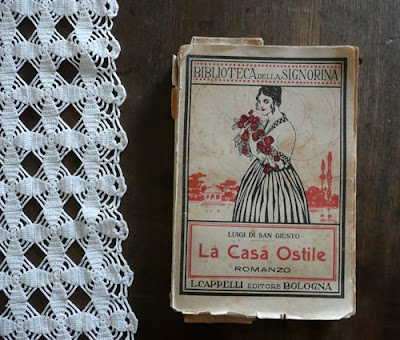 BIBLIOTECA DELLA SIGNORINA
LUIGI DI SAN GIUSTO
La Casa Ostile
ROMANZO
L. CAPPELLI EDITORE BOLOGNA